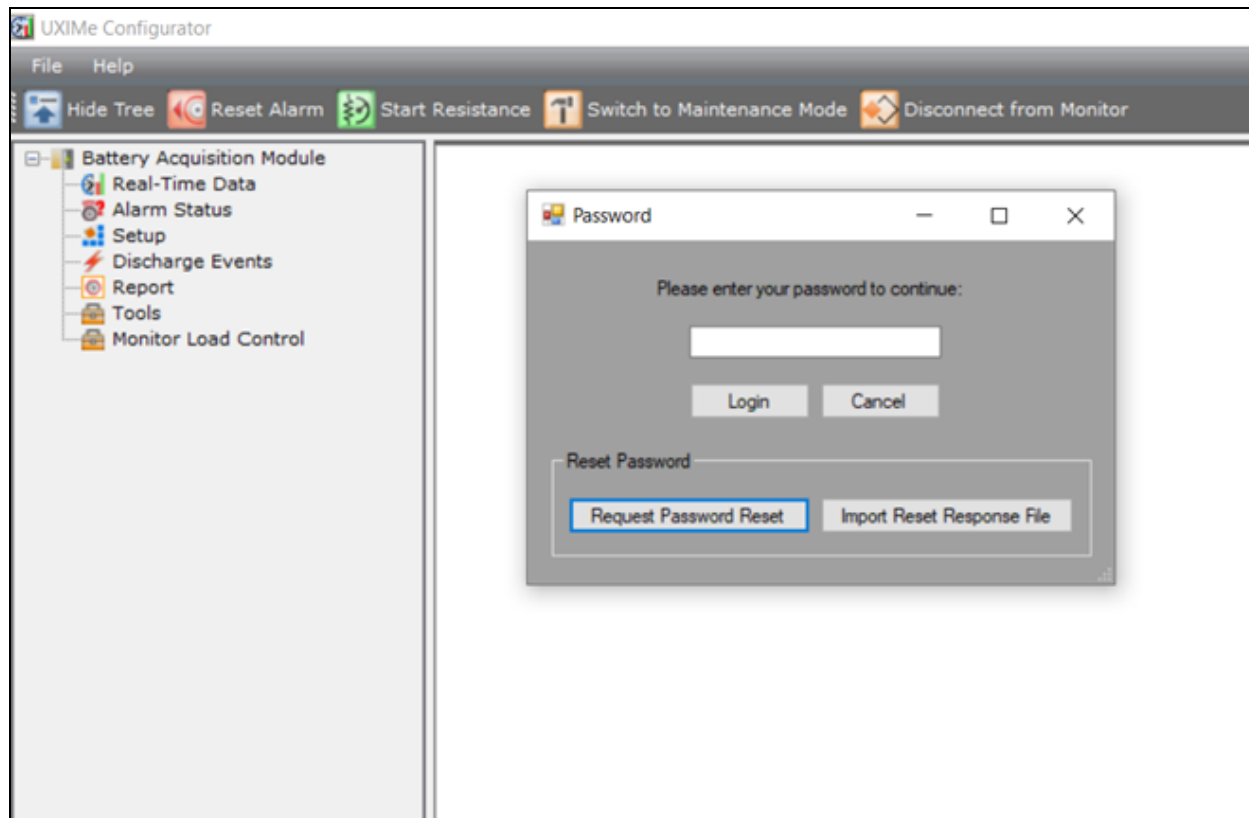 UXIMe Configurator
File Help
Hide Tree Reset Alarm Start Resistance Switch to Maintenance Mode Disconnect from Monitor
Battery Acquisition Module
Real-Time Data
Alarm Status
Setup
Discharge Events
Report
Tools
Monitor Load Control
Password
Please enter your password to continue:
Login Cancel
Reset Password
Request Password Reset Import Reset Response File